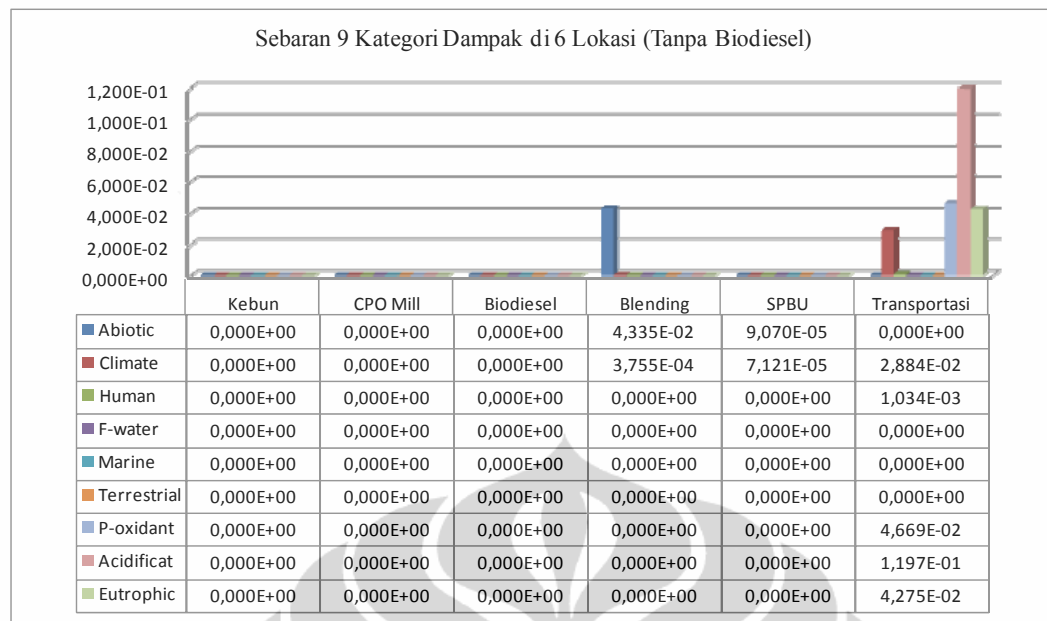 Sebaran 9 Kategori Dampak di 6 Lokasi (Tanpa Biodiesel)
1,200E-01
1,000E-01
8,000E-02
6,000E-02
4,000E-02
2,000E-02
0,000E+00
Kebun CPO Mill Biodiesel Blending SPBU Transportasi
Abiotic 0,000E+00 0,000E+00 0,000E+00 4,335E-02 9,070E-05 0,000E+00
Climate 0,000E+00 0,000E+00 0,000E+00 3,755E-04 7,121E-05 2,884E-02
Human 0,000E+00 0,000E+00 0,000E+00 0,000E+00 0,000E+00 1,034E-03
F-water 0,000E+00 0,000E+00 0,000E+00 0,000E+00 0,000E+00 0,000E+00
Marine 0,000E+00 0,000E+00 0,000E+00 0,000E+00 0,000E+00 0,000E+00
Terrestrial 0,000E+00 0,000E+00 0,000E+00 0,000E+00 0,000E+00 0,000E+00
P-oxidant 0,000E+00 0,000E+00 0,000E+00 0,000E+00 0,000E+00 4,669E-02
Acidificat 0,000E+00 0,000E+00 0,000E+00 0,000E+00 0,000E+00 1,197E-01
Eutrophic 0,000E+00 0,000E+00 0,000E+00 0,000E+00 0,000E+00 4,275E-02